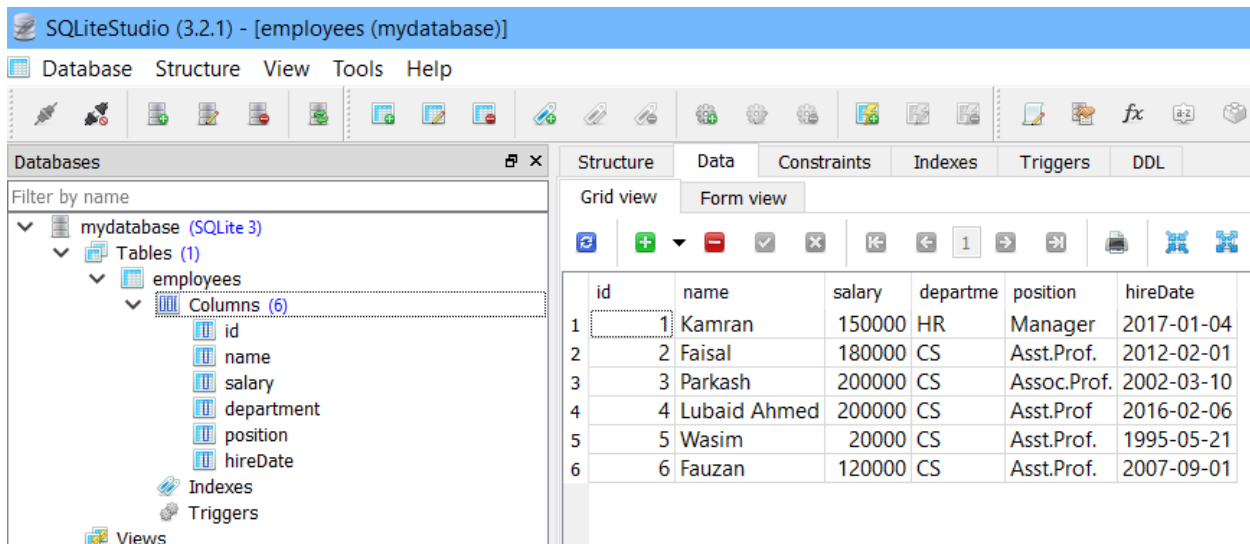 SQLiteStudio (3.2.1) - [employees (mydatabase)]
Database Structure View Tools Help
fx a-z
Databases
Filter by name
mydatabase (SQLite 3)
Tables (1)
employees
Columns (6)
id
name
salary
department
position
hireDate
Indexes
Triggers
Views
Structure Data Constraints Indexes Triggers DDL
Grid view Form view
1
id name salary departme position hireDate
1 1 Kamran 150000 HR Manager 2017-01-04
2 2 Faisal 180000 CS Asst.Prof. 2012-02-01
3 3 Parkash 200000 CS Assoc.Prof. 2002-03-10
4 4 Lubaid Ahmed 200000 CS Asst.Prof 2016-02-06
5 5 Wasim 20000 CS Asst.Prof. 1995-05-21
6 6 Fauzan 120000 CS Asst.Prof. 2007-09-01